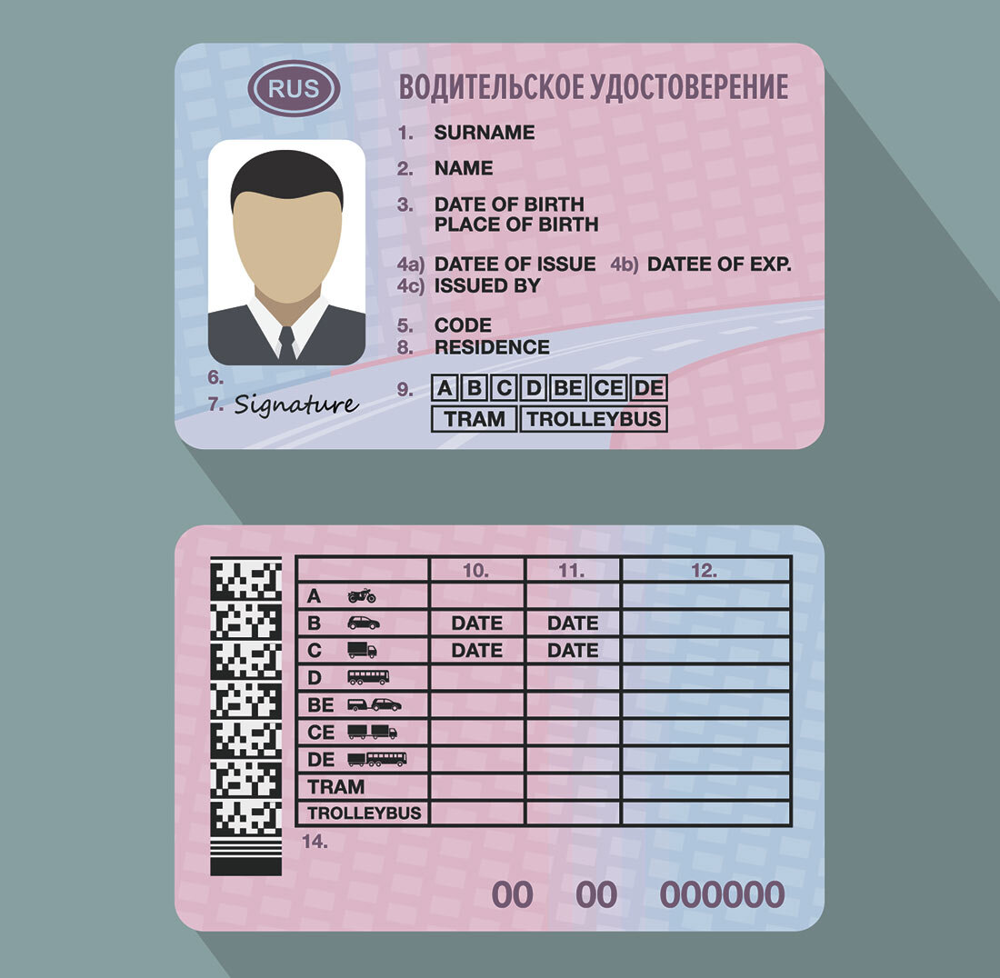 RUS
ВОДИТЕЛЬСКОЕ УДОСТОВЕРЕНИЕ
1. SURNAME
2. NAME
3. DATE OF BIRTH
PLACE OF BIRTH
4a) DATEE OF ISSUE 4b) DATEE OF EXP.
4c) ISSUED BY
5. CODE
8. RESIDENCE
6.
7. Signature
9. A B C D BE CE DE
TRAM TROLLEYBUS
10. 11. 12.
A
B DATE DATE
C DATE DATE
D
BE
CE
DE
TRAM
TROLLEYBUS
14.
00 00 000000